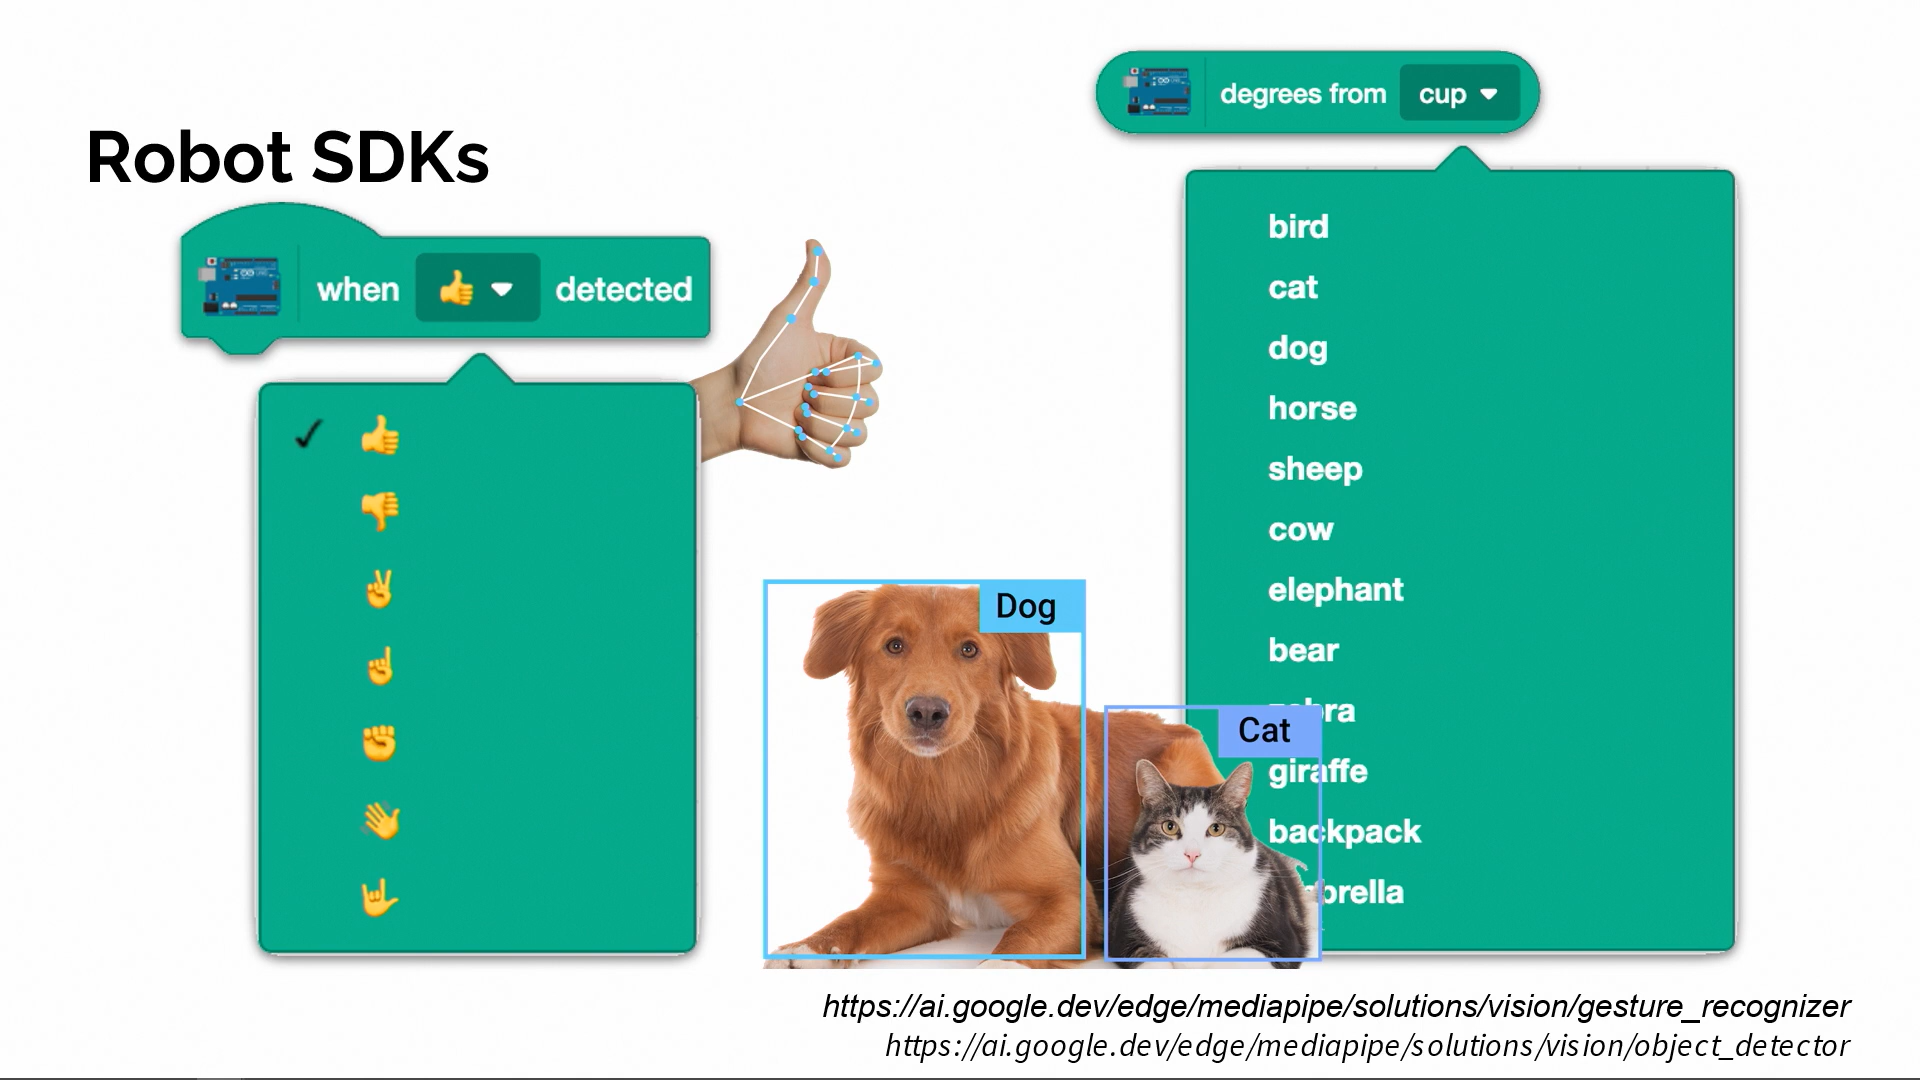 Robot SDKs
when 👍 detected
degrees from cup
bird
cat
dog
horse
sheep
cow
elephant
bear
giraffe
backpack
Dog
Cat
https://ai.google.dev/edge/mediapipe/solutions/vision/gesture_recognizer
https://ai.google.dev/edge/mediapipe/solutions/vision/object_detector